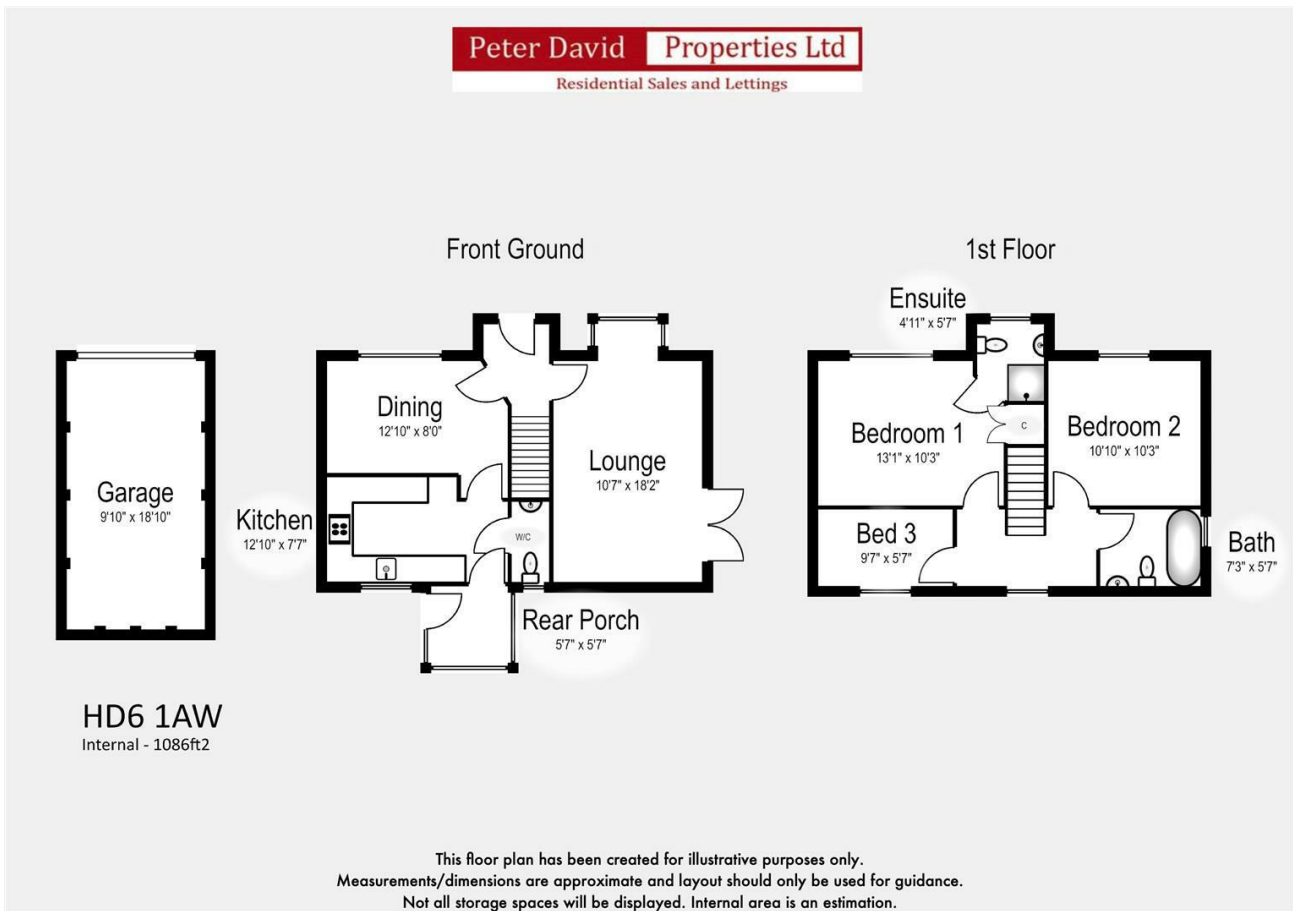 Peter David Properties Ltd
Residential Sales and Lettings
Front Ground
1st Floor
Ensuite
4'11" x 5'7"
Dining
12'10" x 8'0"
Lounge
10'7" x 18'2"
Bedroom 1
13'1" x 10'3"
C
Bedroom 2
10'10" x 10'3"
Garage
9'10" x 18'10"
Kitchen
12'10" x 7'7"
W/C
Bed 3
9'7" x 5'7"
Bath
7'3" x 5'7"
Rear Porch
5'7" x 5'7"
HD6 1AW
Internal - 1086ft2
This floor plan has been created for illustrative purposes only.
Measurements/dimensions are approximate and layout should only be used for guidance.
Not all storage spaces will be displayed. Internal area is an estimation.